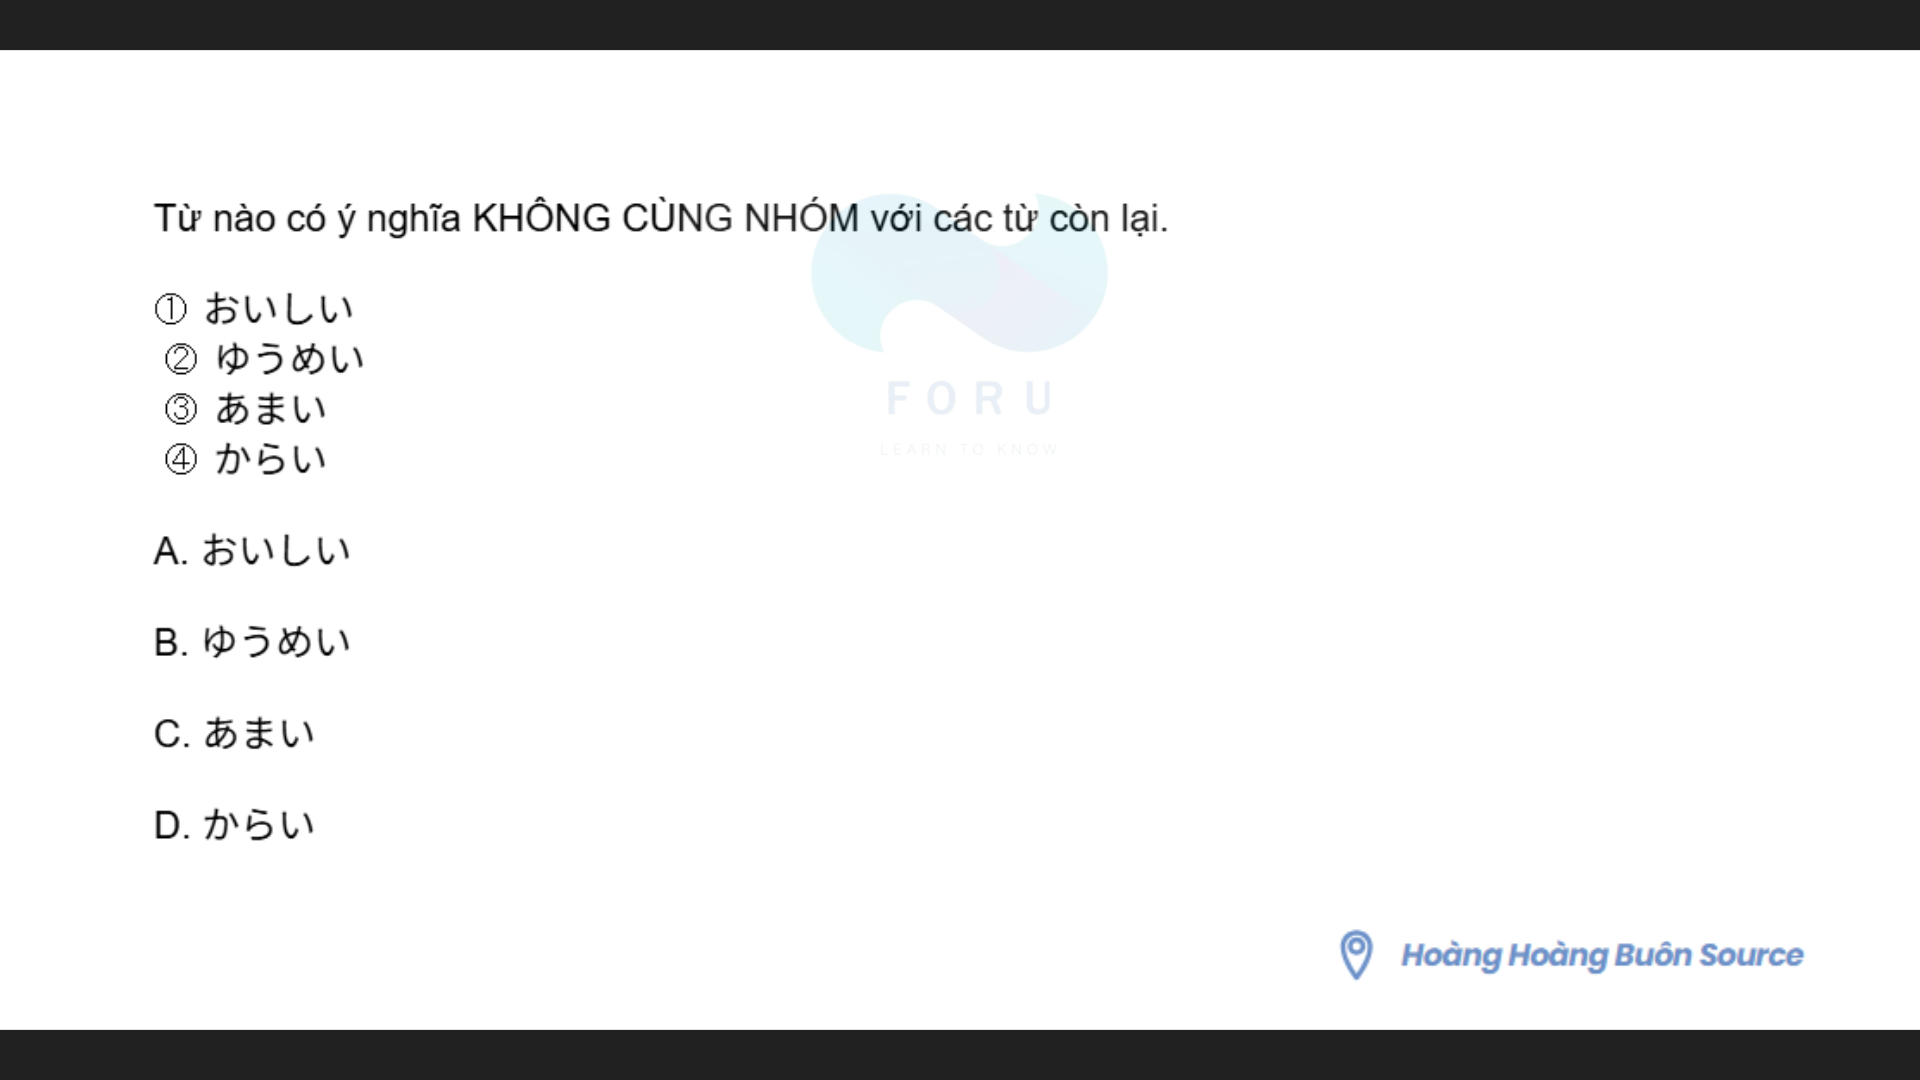 Từ nào có ý nghĩa KHÔNG CÙNG NHÓM với các từ còn lại.
① おいしい
② ゆうめい
③ あまい
④ からい
FORU
LEARN TO KNOW
A. おいしい
B. ゆうめい
C. あまい
D. からい
Hoàng Hoàng Buôn Source